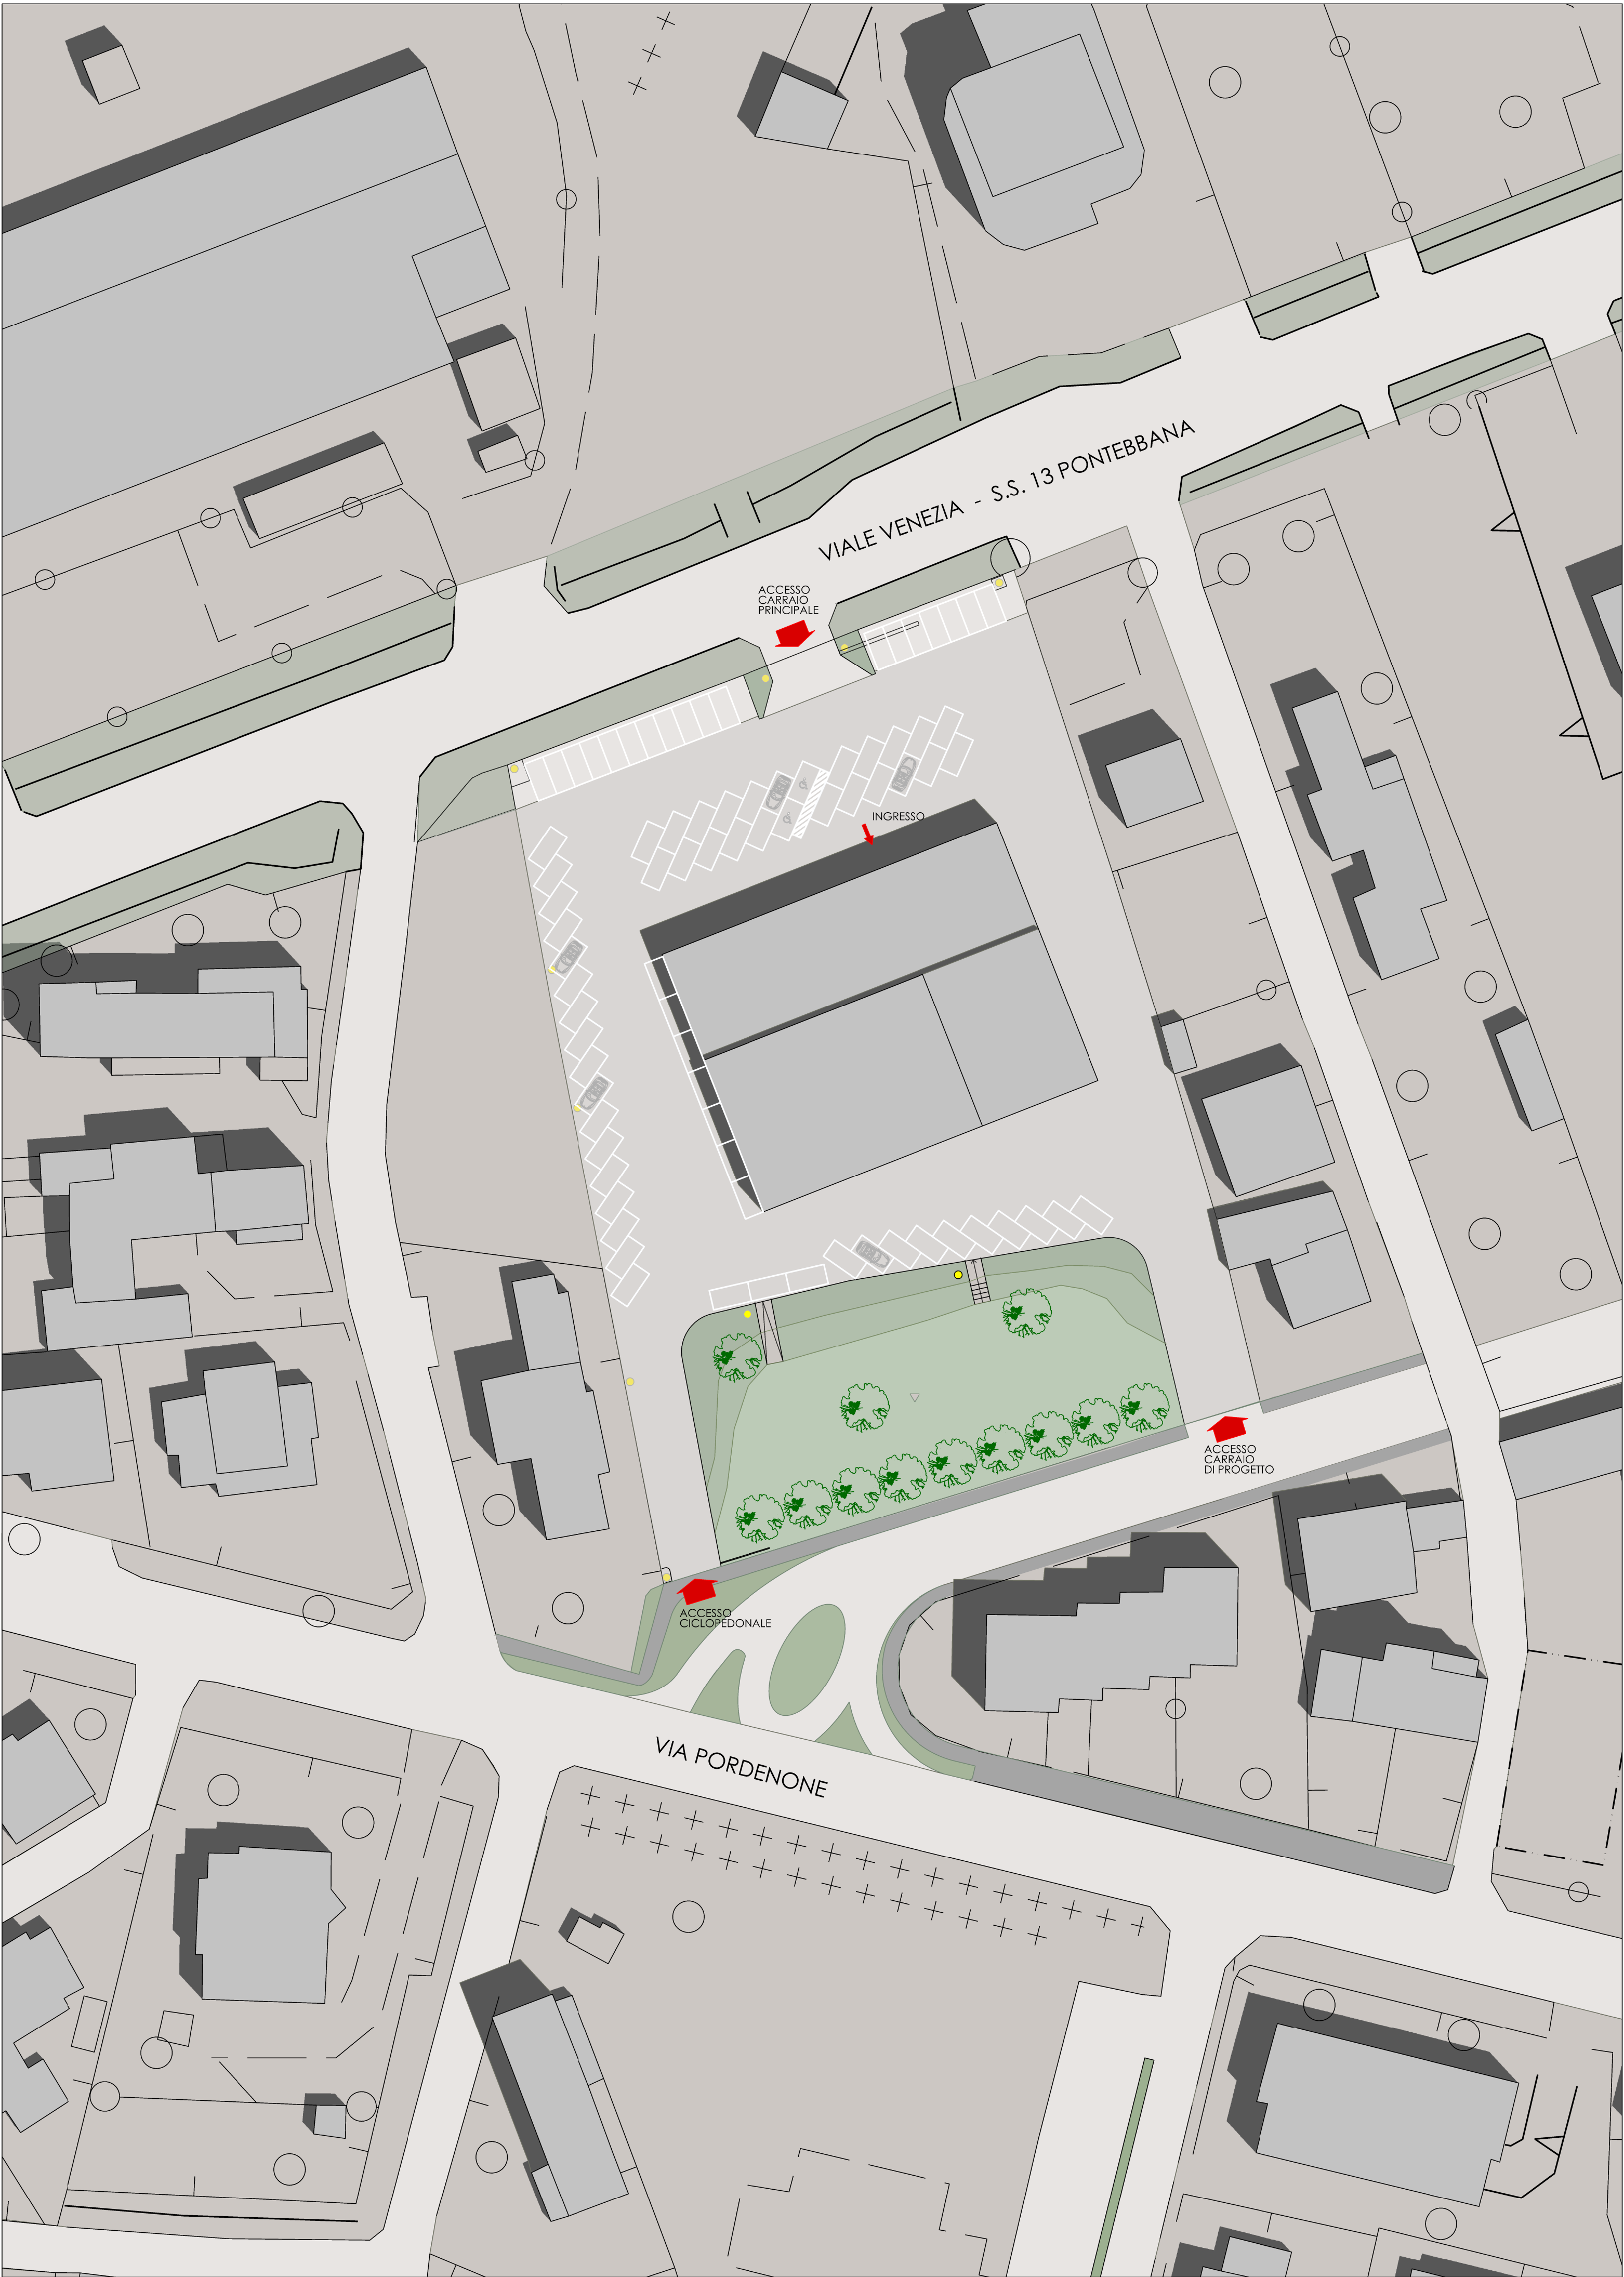 VIALE VENEZIA - S.S. 13 PONTEBBANA
ACCESSO
CARRAIO
PRINCIPALE
INGRESSO
ACCESSO
CARRAIO
DI PROGETTO
ACCESSO
CICLOPEDONALE
VIA PORDENONE